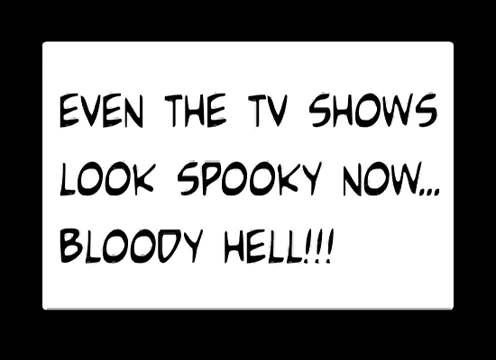 EVEN THE TV SHOWS
LOOK SPOOKY NOW...
BLOODY HELL!!!